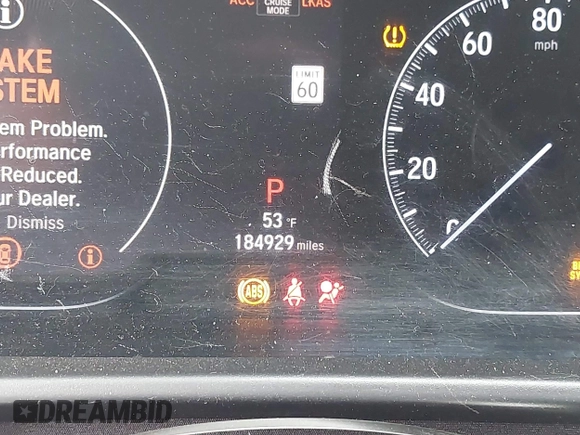 ACC
CRUISE
MODE
LKAS
AKE
STEM
em Problem.
erformance
Reduced.
ur Dealer.
Dismiss
LIMIT
60
P
53 °F
184929 miles
ABS
80
mph
60
40
20
DREAMBID